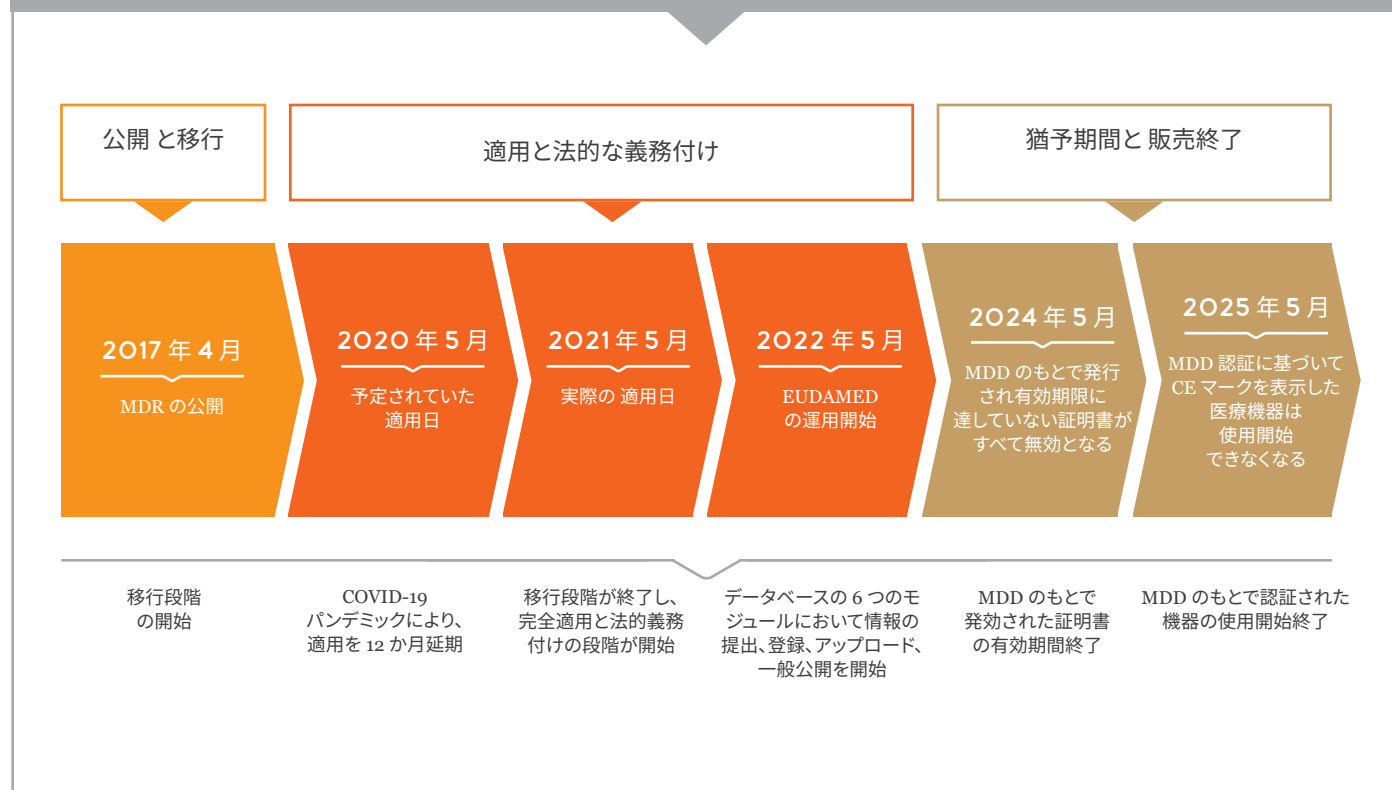 公開 と移行
適用と法的な義務付け
猶予期間と 販売終了
2017 年 4 月
MDR の公開
2020 年 5 月
予定されていた
適用日
2021 年 5 月
実際の 適用日
2022 年 5 月
EUDAMED
の運用開始
2024 年 5 月
MDD のもとで発行
され有効期限に
達していない証明書が
すべて無効となる
2025 年 5 月
MDD 認証に基づいて
CE マークを表示した
医療機器は
使用開始
できなくなる
移行段階
の開始
COVID-19
パンデミックにより、
適用を 12 か月延期
移行段階が終了し、
完全適用と法的義務
付けの段階が開始
データベースの 6 つのモ
ジュールにおいて情報の
提出、登録、アップロード、
一般公開を開始
MDD のもとで
発効された証明書
の有効期間終了
MDD のもとで認証された
機器の使用開始終了